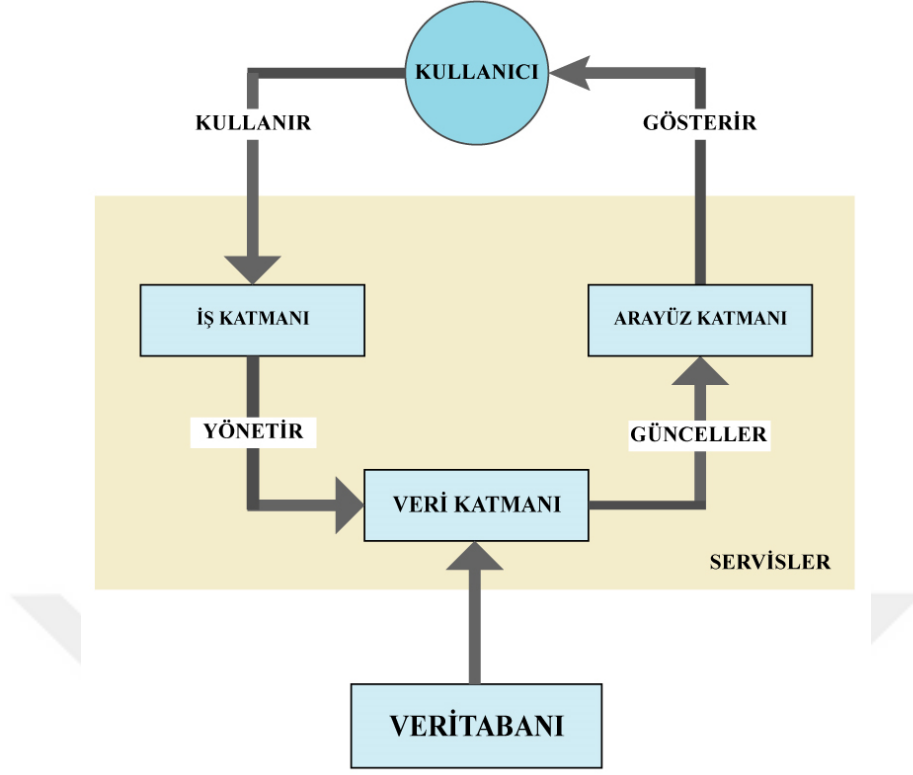 KULLANICI
KULLANIR
GÖSTERİR
İŞ KATMANI
ARAYÜZ KATMANI
YÖNETİR
GÜNCELLER
VERİ KATMANI
SERVİSLER
VERİTABANI